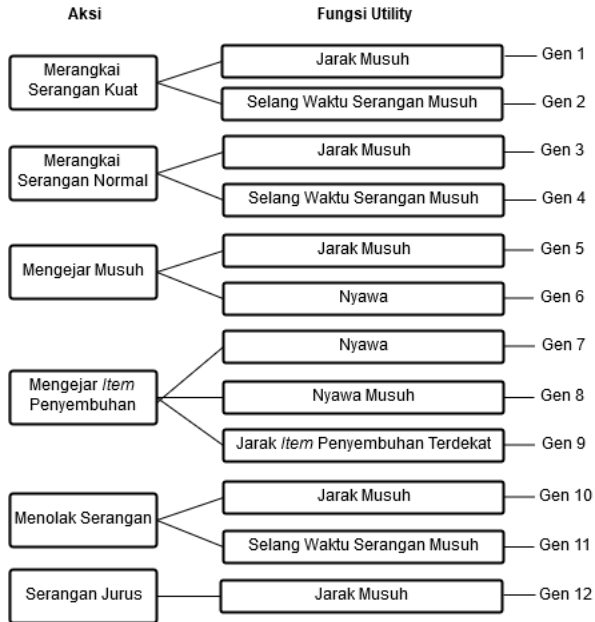 Aksi Fungsi Utility
Merangkai
Serangan Kuat
Jarak Musuh Gen 1
Selang Waktu Serangan Musuh Gen 2
Merangkai
Serangan Normal
Jarak Musuh Gen 3
Selang Waktu Serangan Musuh Gen 4
Mengejar Musuh
Jarak Musuh Gen 5
Nyawa Gen 6
Mengejar Item
Penyembuhan
Nyawa Gen 7
Nyawa Musuh Gen 8
Jarak Item Penyembuhan Terdekat Gen 9
Menolak Serangan
Jarak Musuh Gen 10
Selang Waktu Serangan Musuh Gen 11
Serangan Jurus
Jarak Musuh Gen 12